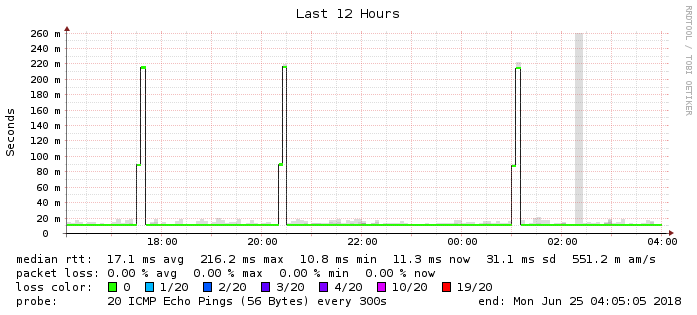 Last 12 Hours
RRDTOOL / TOBI OETIKER
Seconds
260 m
240 m
220 m
200 m
180 m
160 m
140 m
120 m
100 m
80 m
60 m
40 m
20 m
0
18:00 20:00 22:00 00:00 02:00 04:00
median rtt: 17.1 ms avg 216.2 ms max 10.8 ms min 11.3 ms now 31.1 ms sd 551.2 m am/s
packet loss: 0.00 % avg 0.00 % max 0.00 % min 0.00 % now
loss color: 0 1/20 2/20 3/20 4/20 10/20 19/20
probe: 20 ICMP Echo Pings (56 Bytes) every 300s end: Mon Jun 25 04:05:05 2018